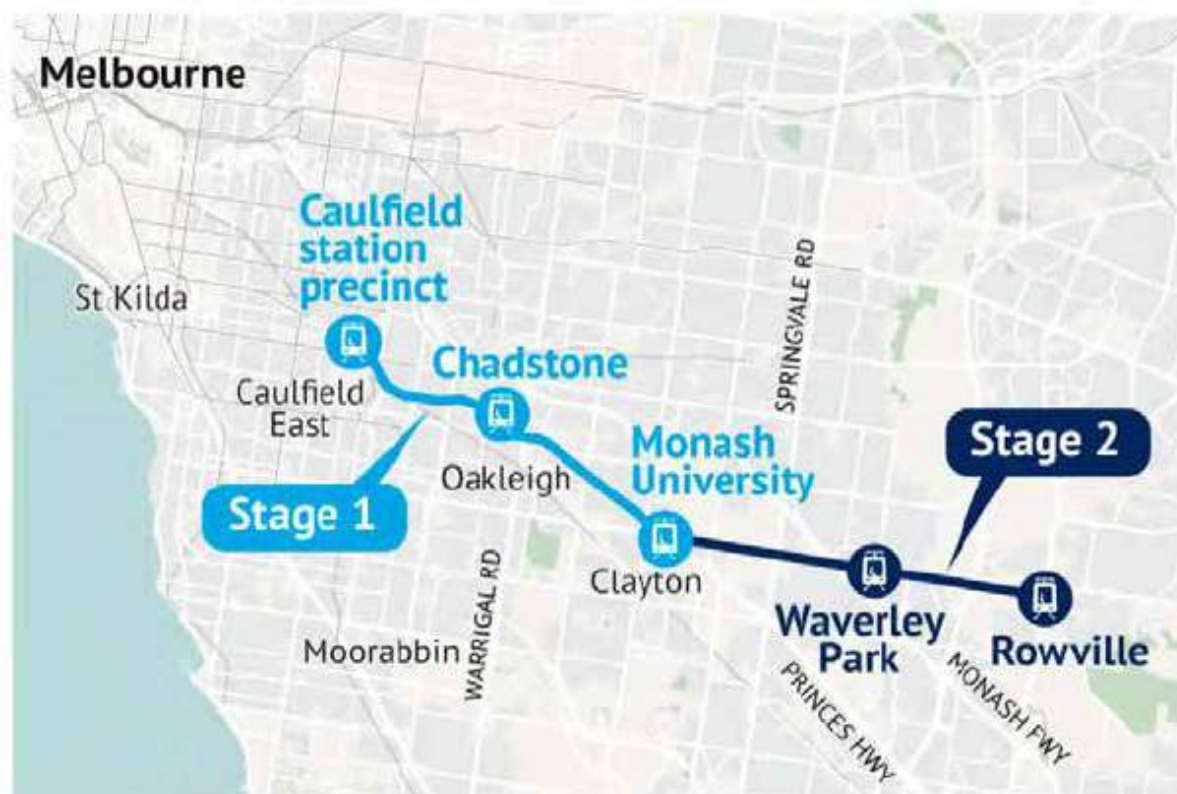 Melbourne
Caulfield
station
precinct
St Kilda
Caulfield
East
Chadstone
SPRINGVALE RD
Monash
University
Stage 2
Oakleigh
Stage 1
Clayton
WARRIGAL RD
Moorabbin
Waverley
Park
Rowville
PRINCES HWY
MONASH FWY